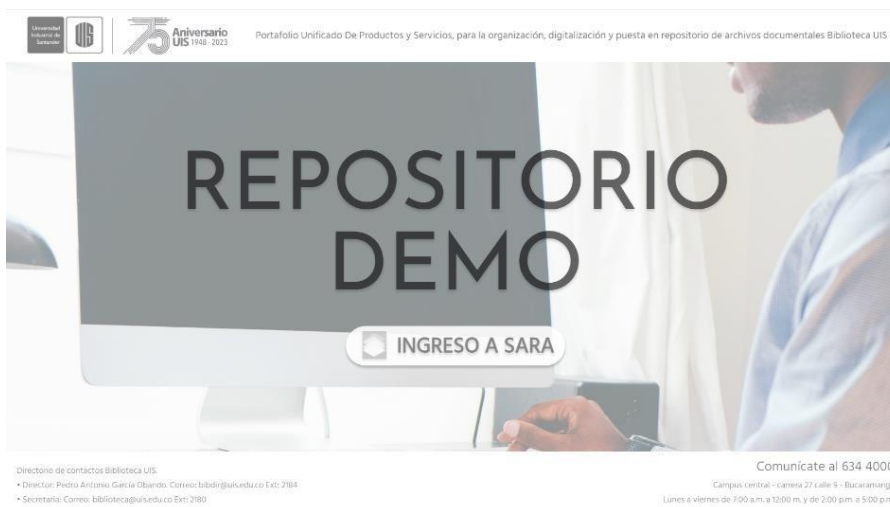 Universidad
Industrial de
Santander
UIS
75 Aniversario
UIS 1948 - 2023
Portafolio Unificado De Productos y Servicios, para la organización, digitalización y puesta en repositorio de archivos documentales Biblioteca UIS
REPOSITORIO
DEMO
INGRESO A SARA
Directorio de contactos Biblioteca UIS.
• Director: Pedro Antonio García Obando. Correo: bibdir@uis.edu.co Ext: 2184
• Secretaria: Correo: biblioteca@uis.edu.co Ext: 2180
Comunícate al 634 4000
Campus central - carrera 27 calle 9 - Bucaramanga
Lunes a viernes de 7:00 a.m. a 12:00 m. y de 2:00 p.m. a 5:00 p.m.